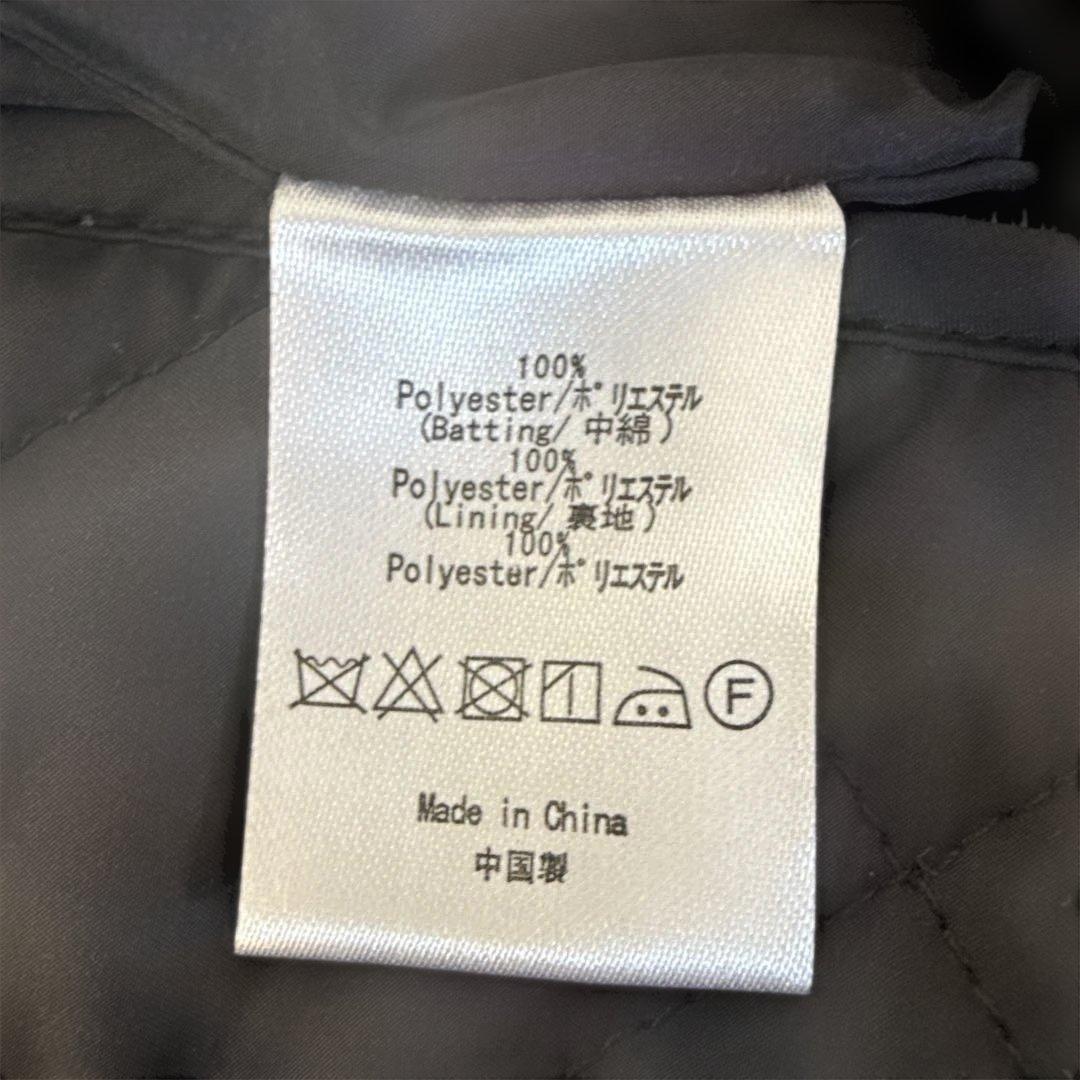 100%
Polyester/ポリエステル
(Batting/ 中綿 )
100%
Polyester/ポリエステル
(Lining/ 裏地 )
100%
Polyester/ポリエステル
F
Made in China
中国製